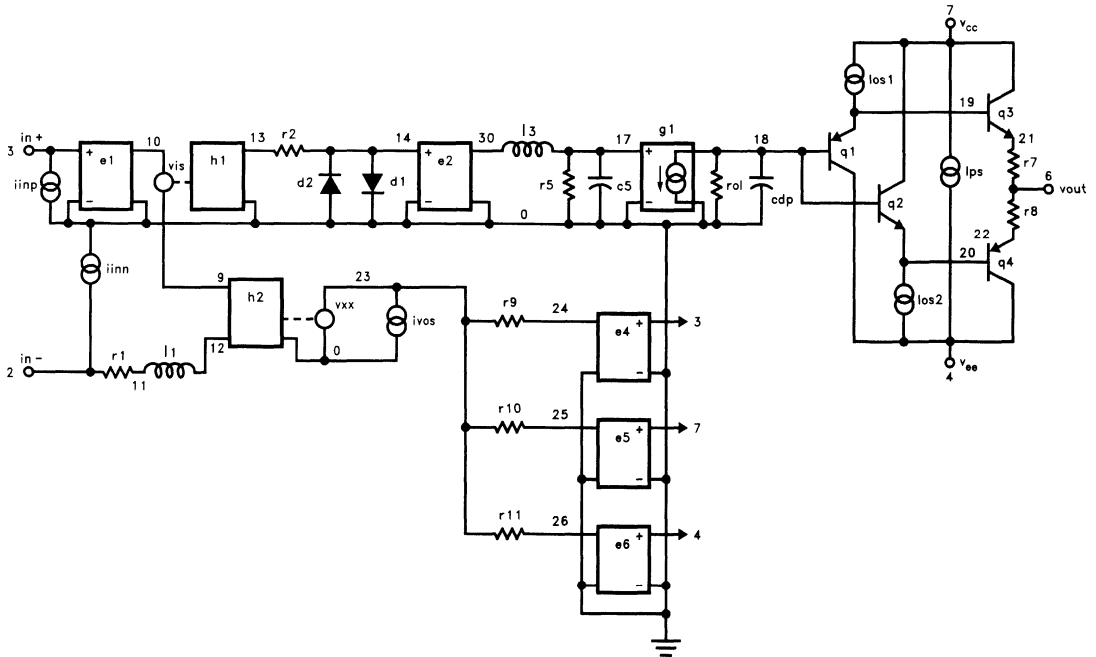 7
vcc
Ios1
19
q3
in+
3
10
vis
13
r2
14
30
l3
17
g1
18
21
+
e1
-
h1
+
e2
-
+
-
q1
r7
iinp
d2
d1
r5
c5
rol
cdp
Ips
6
vout
0
q2
r8
22
20
q4
iinn
9
h2
23
vxx
ivos
Ios2
r9
24
e4
+
-
3
in-
2
r1
11
l1
12
0
vee
4
r10
25
e5
+
-
7
r11
26
e6
+
-
4